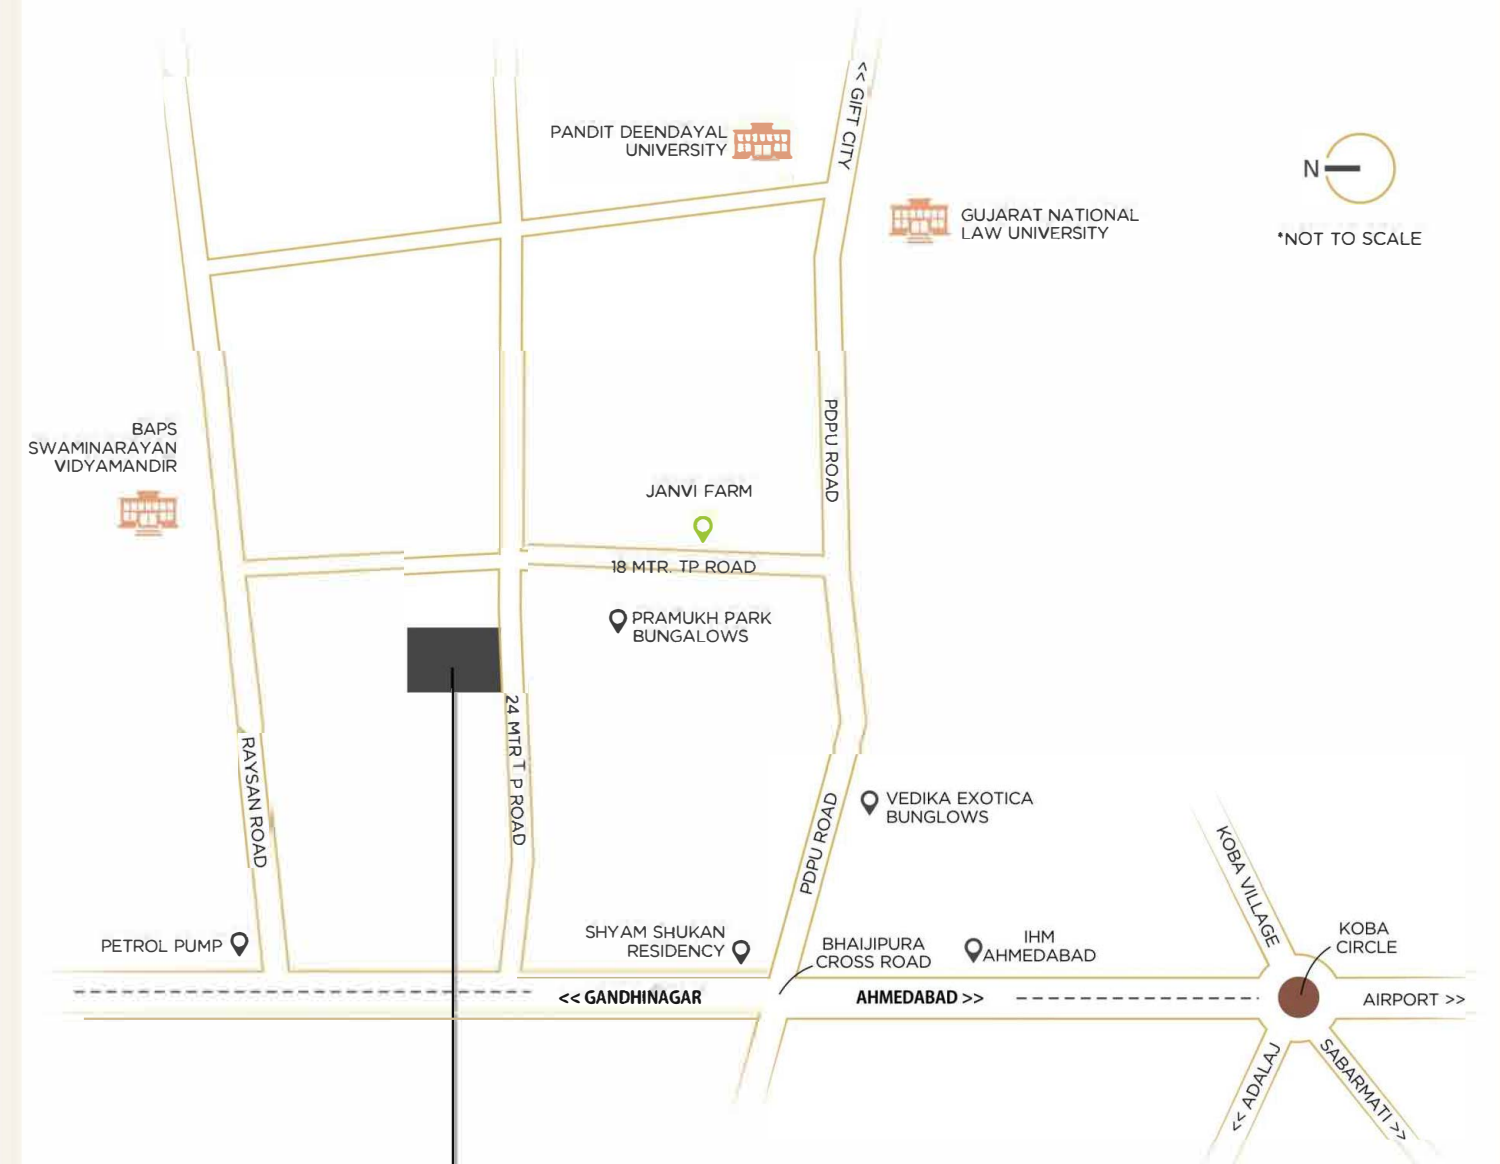 << GIFT CITY
PANDIT DEENDAYAL
UNIVERSITY
N
*NOT TO SCALE
GUJARAT NATIONAL
LAW UNIVERSITY
BAPS
SWAMINARAYAN
VIDYAMANDIR
PDPU ROAD
JANVI FARM
18 MTR. TP ROAD
PRAMUKH PARK
BUNGALOWS
24 MTR T P ROAD
RAYSAN ROAD
PDPU ROAD
VEDIKA EXOTICA
BUNGLOWS
KOBA VILLAGE
PETROL PUMP
SHYAM SHUKAN
RESIDENCY
BHAIJIPURA
CROSS ROAD
IHM
AHMEDABAD
KOBA
CIRCLE
<< GANDHINAGAR
AHMEDABAD >>
AIRPORT >>
<< ADALAJ
SABARMATI >>